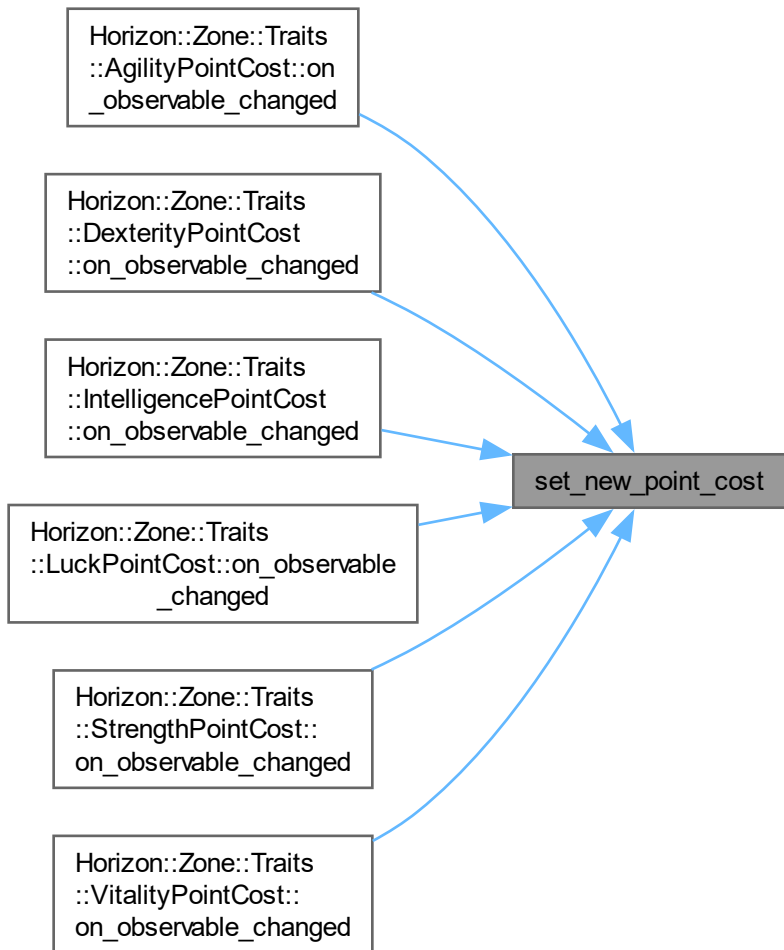 Horizon::Zone::Traits
::AgilityPointCost::on
_observable_changed
Horizon::Zone::Traits
::DexterityPointCost
::on_observable_changed
Horizon::Zone::Traits
::IntelligencePointCost
::on_observable_changed
set_new_point_cost
Horizon::Zone::Traits
::LuckPointCost::on_observable
_changed
Horizon::Zone::Traits
::StrengthPointCost::
on_observable_changed
Horizon::Zone::Traits
::VitalityPointCost::
on_observable_changed